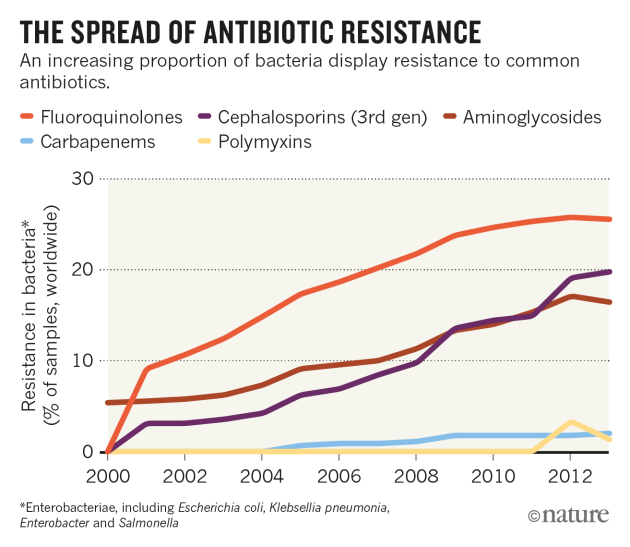 THE SPREAD OF ANTIBIOTIC RESISTANCE
An increasing proportion of bacteria display resistance to common
antibiotics.
Fluoroquinolones Cephalosporins (3rd gen) Aminoglycosides
Carbapenems Polymyxins
Resistance in bacteria*
(% of samples, worldwide)
30
20
10
0
2000 2002 2004 2006 2008 2010 2012
*Enterobacteriae, including Escherichia coli, Klebsellia pneumonia,
Enterobacter and Salmonella
©nature